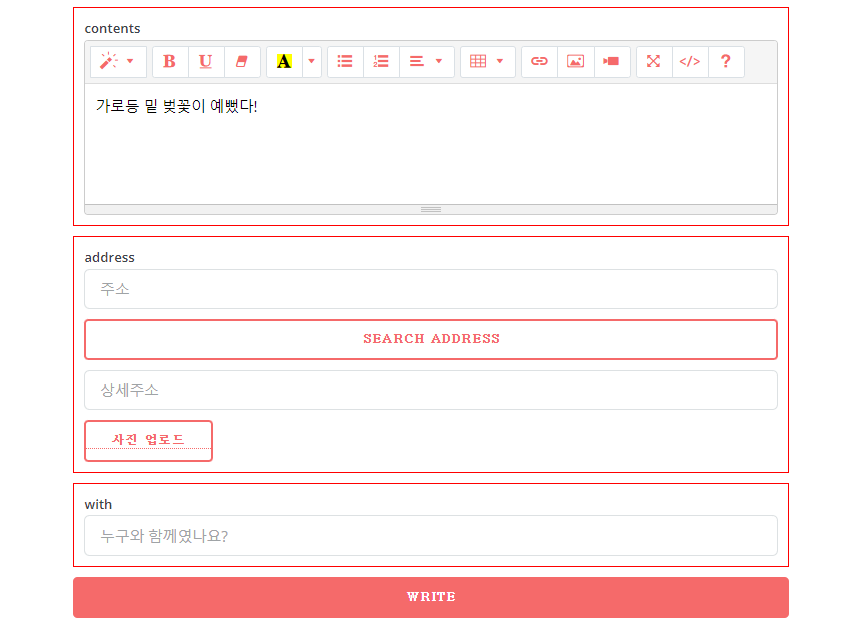 contents
B U A </> ?
가로등 밑 벚꽃이 예뻤다!
address
주소
SEARCH ADDRESS
상세주소
사진 업로드
with
누구와 함께였나요?
WRITE